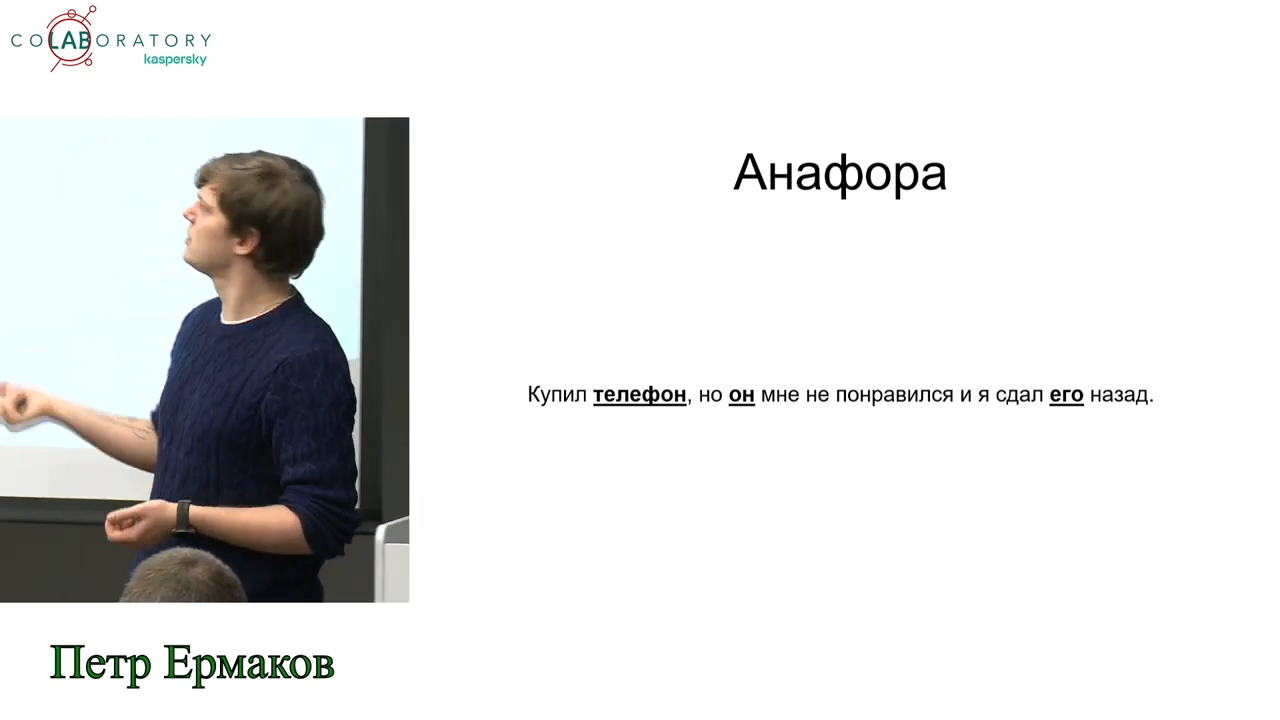 COLABORATORY
kaspersky
Анафора
Купил телефон, но он мне не понравился и я сдал его назад.
Петр Ермаков